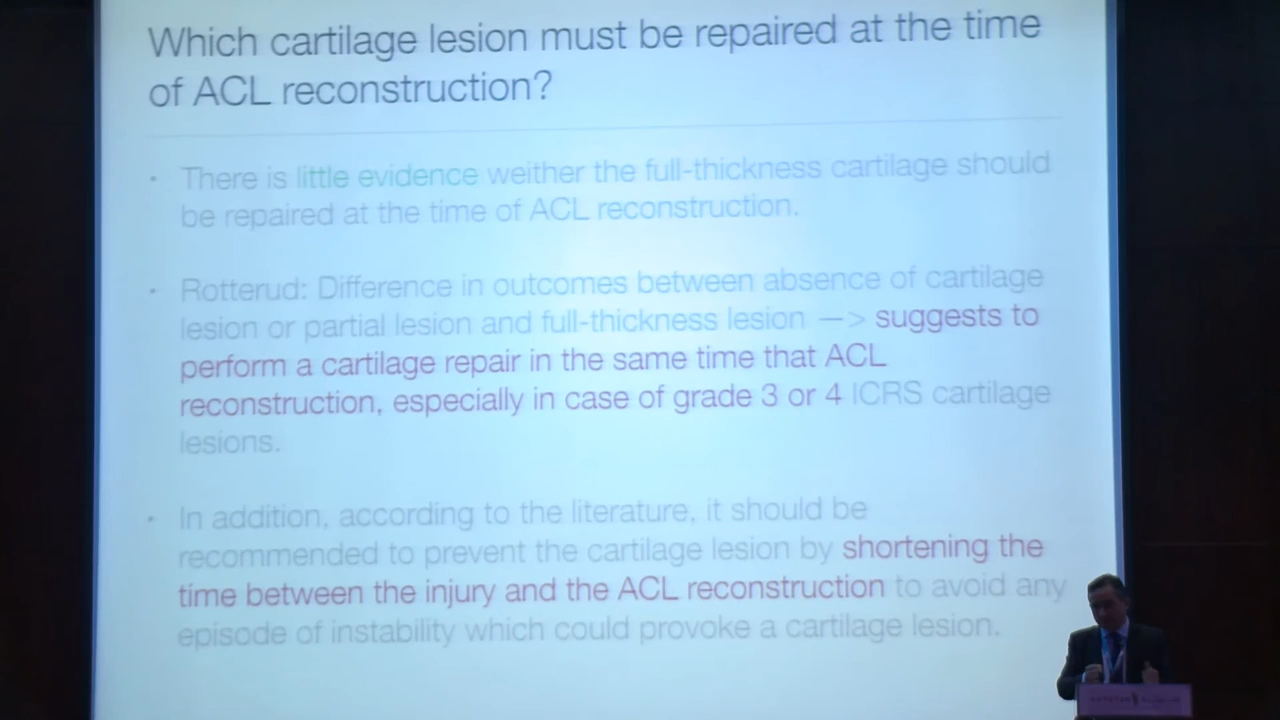 Which cartilage lesion must be repaired at the time
of ACL reconstruction?
• There is little evidence weither the full-thickness cartilage should
be repaired at the time of ACL reconstruction.
• Rotterud: Difference in outcomes between absence of cartilage
lesion or partial lesion and full-thickness lesion —> suggests to
perform a cartilage repair in the same time that ACL
reconstruction, especially in case of grade 3 or 4 ICRS cartilage
lesions.
• In addition, according to the literature, it should be
recommended to prevent the cartilage lesion by shortening the
time between the injury and the ACL reconstruction to avoid any
episode of instability which could provoke a cartilage lesion.